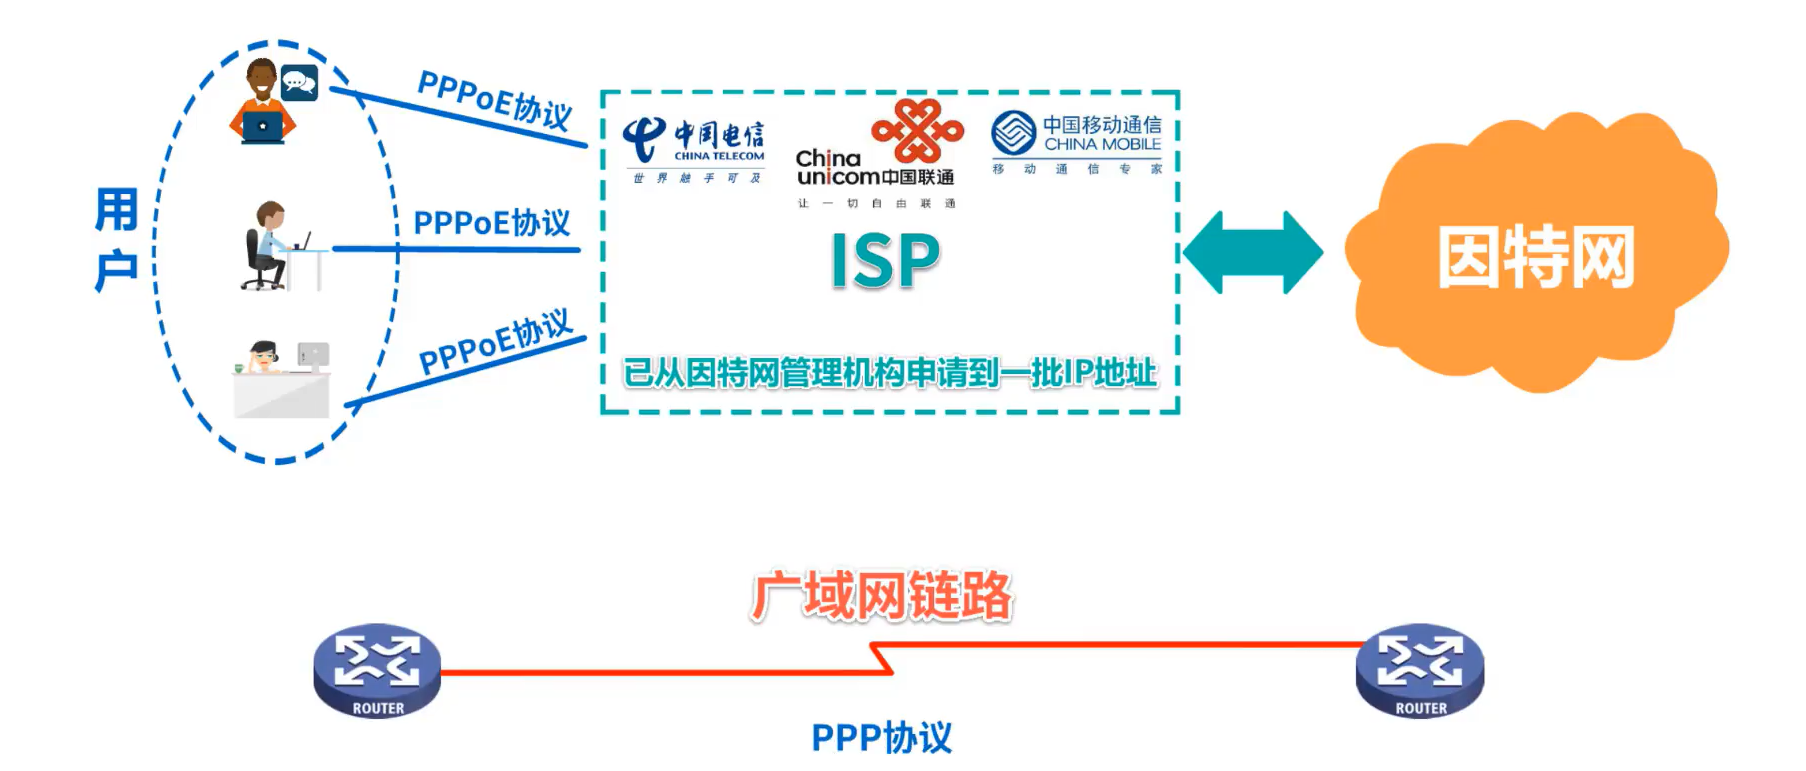 用户
PPPoE协议
PPPoE协议
PPPoE协议
中国电信
CHINA TELECOM
世界触手可及
China
unicom中国联通
让一切自由联通
中国移动通信
CHINA MOBILE
移动通信专家
ISP
已从因特网管理机构申请到一批IP地址
因特网
广域网链路
ROUTER
ROUTER
PPP协议